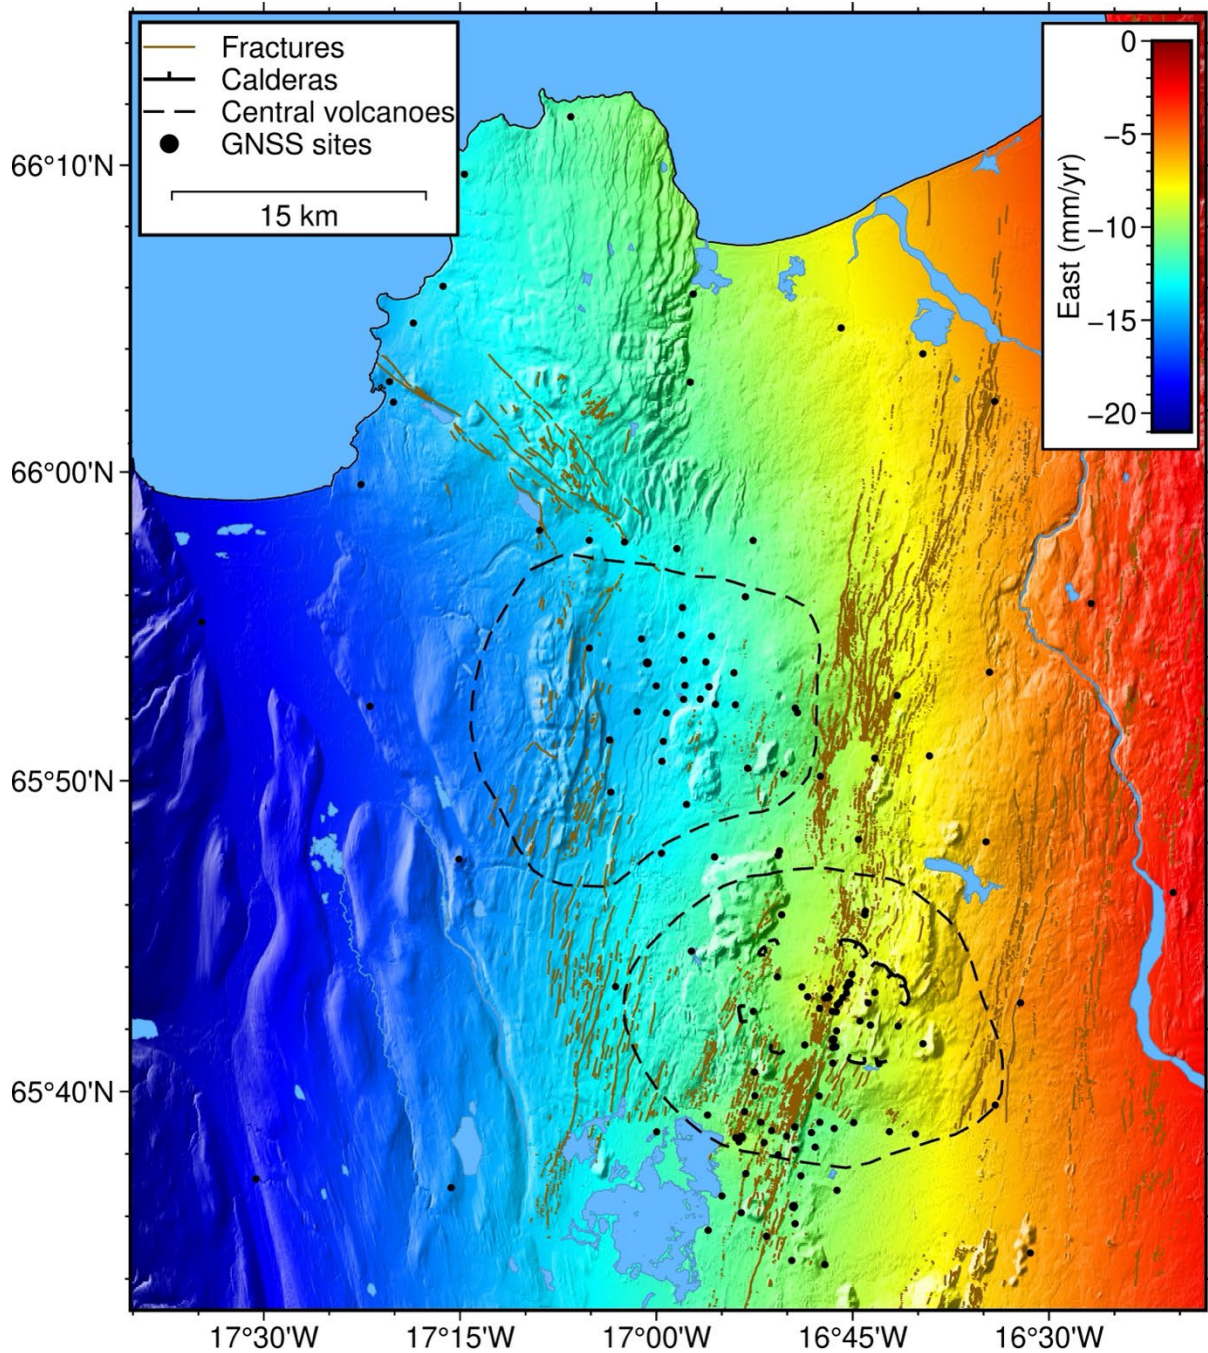 Fractures
Calderas
Central volcanoes
GNSS sites
15 km
0
−5
−10
−15
−20
East (mm/yr)
66°10'N
66°00'N
65°50'N
65°40'N
17°30'W
17°15'W
17°00'W
16°45'W
16°30'W